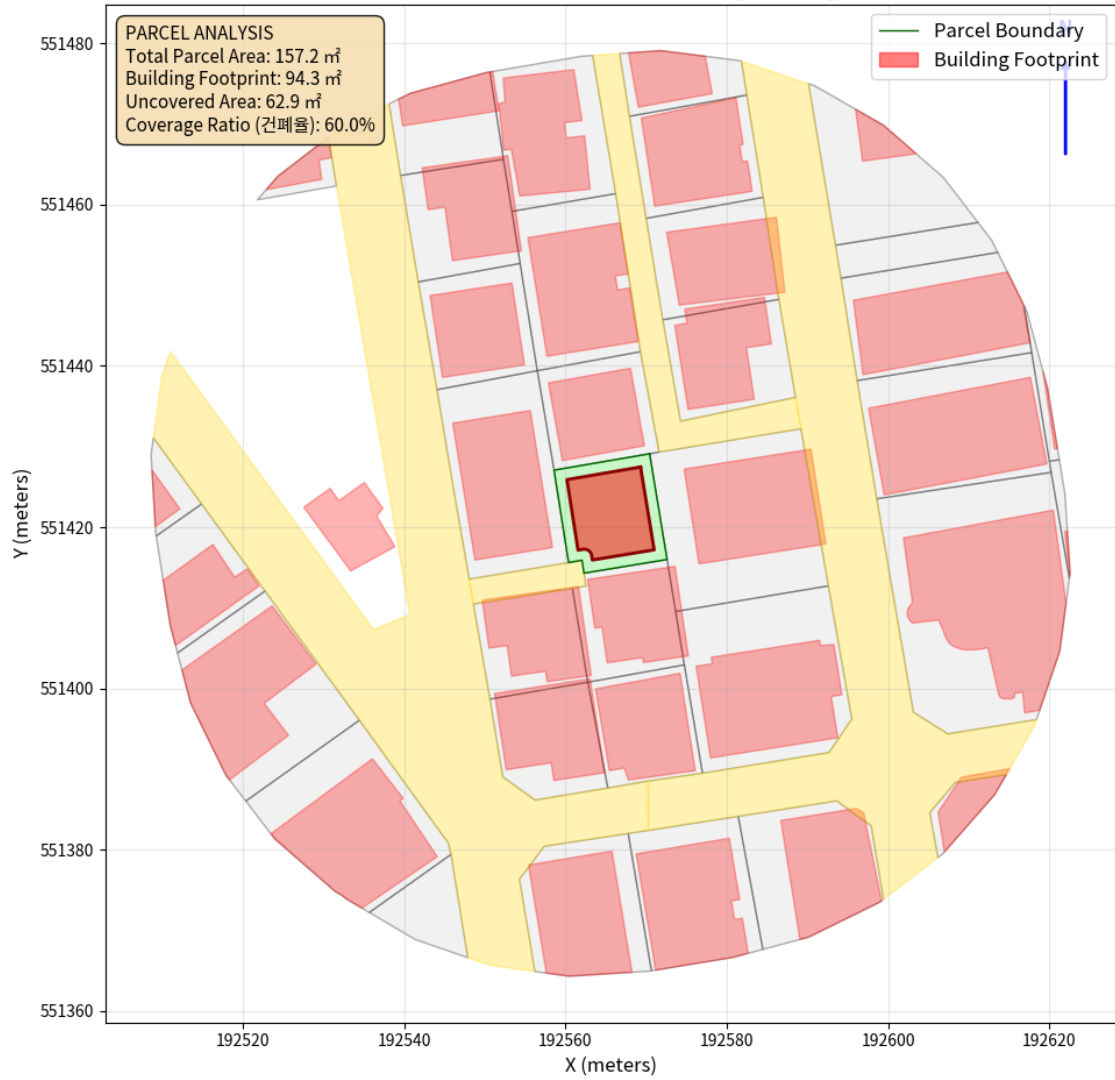 PARCEL ANALYSIS
Total Parcel Area: 157.2 ㎡
Building Footprint: 94.3 ㎡
Uncovered Area: 62.9 ㎡
Coverage Ratio (건폐율): 60.0%
Parcel Boundary
Building Footprint
N
551480
551460
551440
551420
551400
551380
551360
Y (meters)
192520
192540
192560
192580
192600
192620
X (meters)